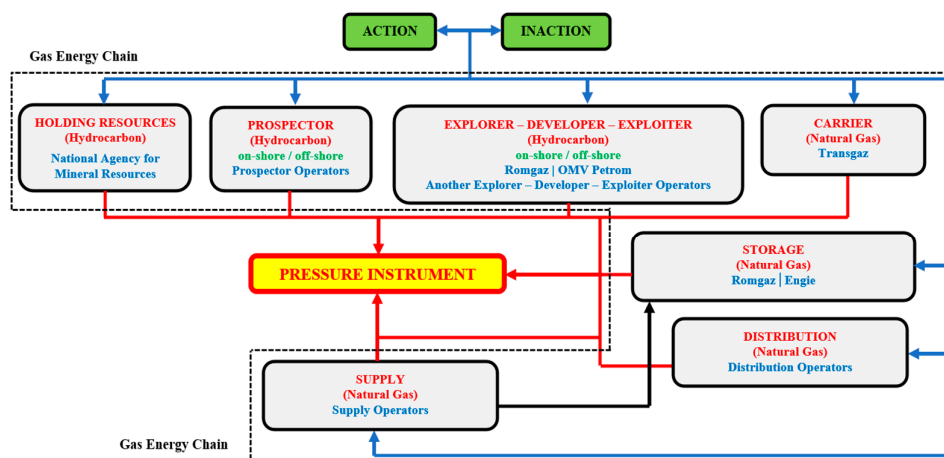 ACTION
INACTION
Gas Energy Chain
HOLDING RESOURCES
(Hydrocarbon)
National Agency for
Mineral Resources
PROSPECTOR
(Hydrocarbon)
on-shore / off-shore
Prospector Operators
EXPLORER – DEVELOPER – EXPLOITER
(Hydrocarbon)
on-shore / off-shore
Romgaz | OMV Petrom
Another Explorer – Developer – Exploiter Operators
CARRIER
(Natural Gas)
Transgaz
PRESSURE INSTRUMENT
STORAGE
(Natural Gas)
Romgaz | Engie
DISTRIBUTION
(Natural Gas)
Distribution Operators
SUPPLY
(Natural Gas)
Supply Operators
Gas Energy Chain